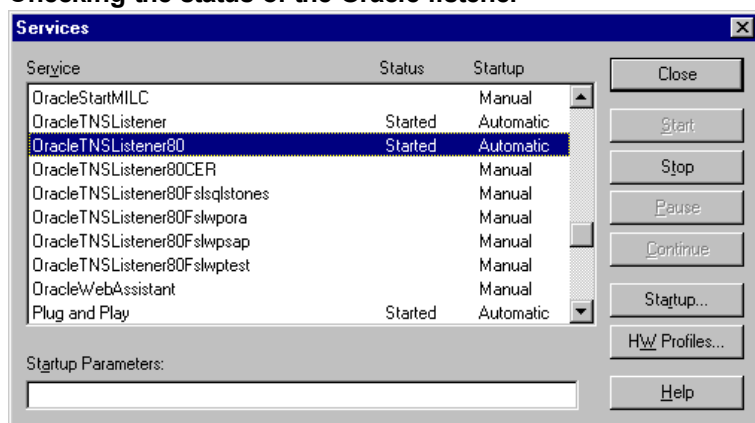 Checking the status of the Oracle listener
Services
Service Status Startup
OracleStartMILC Manual
OracleTNSListener Started Automatic
OracleTNSListener80 Started Automatic
OracleTNSListener80CER Manual
OracleTNSListener80Fslsqlstones Manual
OracleTNSListener80Fslwpora Manual
OracleTNSListener80Fslwpsap Manual
OracleTNSListener80Fslwptest Manual
OracleWebAssistant Manual
Plug and Play Started Automatic
Startup Parameters:
Close
Start
Stop
Pause
Continue
Startup...
HW Profiles...
Help